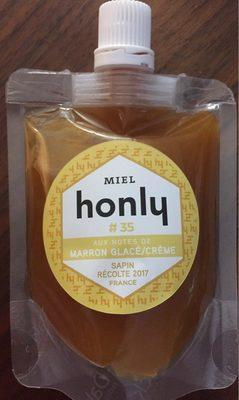 MIEL
honly
# 35
AUX NOTES DE
MARRON GLACÉ/CRÈME
SAPIN
RÉCOLTE 2017
FRANCE